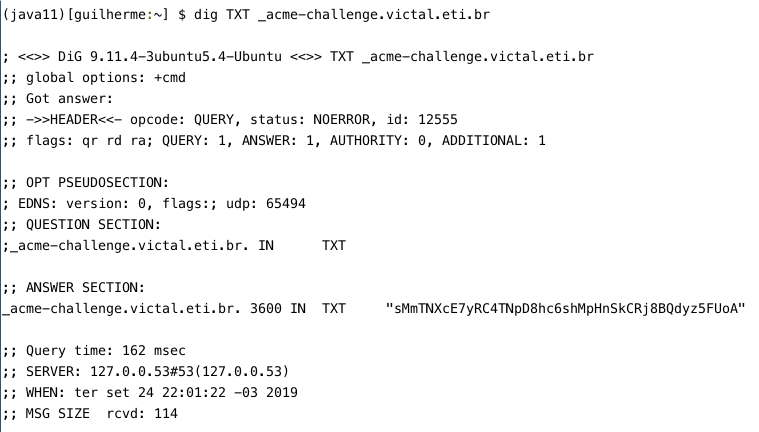 (java11)[guilherme:~] $ dig TXT _acme-challenge.victal.eti.br
; <<>> DiG 9.11.4-3ubuntu5.4-Ubuntu <<>> TXT _acme-challenge.victal.eti.br
;; global options: +cmd
;; Got answer:
;; ->>HEADER<<- opcode: QUERY, status: NOERROR, id: 12555
;; flags: qr rd ra; QUERY: 1, ANSWER: 1, AUTHORITY: 0, ADDITIONAL: 1
;; OPT PSEUDOSECTION:
; EDNS: version: 0, flags:; udp: 65494
;; QUESTION SECTION:
;_acme-challenge.victal.eti.br. IN TXT
;; ANSWER SECTION:
_acme-challenge.victal.eti.br. 3600 IN TXT "sMmTNXcE7yRC4TNpD8hc6shMpHnSkCRj8BQdyz5FUoA"
;; Query time: 162 msec
;; SERVER: 127.0.0.53#53(127.0.0.53)
;; WHEN: ter set 24 22:01:22 -03 2019
;; MSG SIZE rcvd: 114